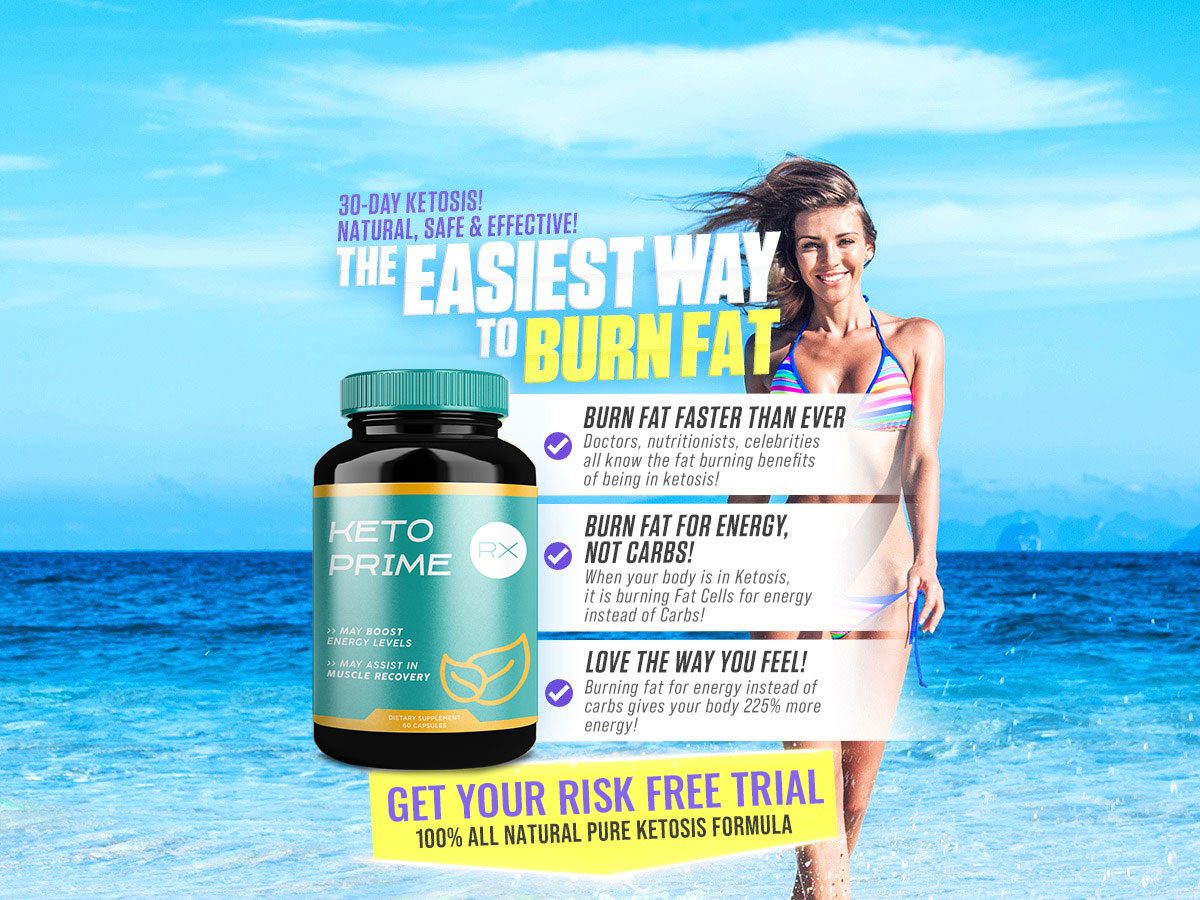 30-DAY KETOSIS!
NATURAL, SAFE & EFFECTIVE!
THE EASIEST WAY
TO BURN FAT
BURN FAT FASTER THAN EVER
Doctors, nutritionists, celebrities
all know the fat burning benefits
of being in ketosis!
BURN FAT FOR ENERGY,
NOT CARBS!
When your body is in Ketosis,
it is burning Fat Cells for energy
instead of Carbs!
LOVE THE WAY YOU FEEL!
Burning fat for energy instead of
carbs gives your body 225% more
energy!
KETO
PRIME
RX
>> MAY BOOST
ENERGY LEVELS
>> MAY ASSIST IN
MUSCLE RECOVERY
DIETARY SUPPLEMENT
60 CAPSULES
GET YOUR RISK FREE TRIAL
100% ALL NATURAL PURE KETOSIS FORMULA